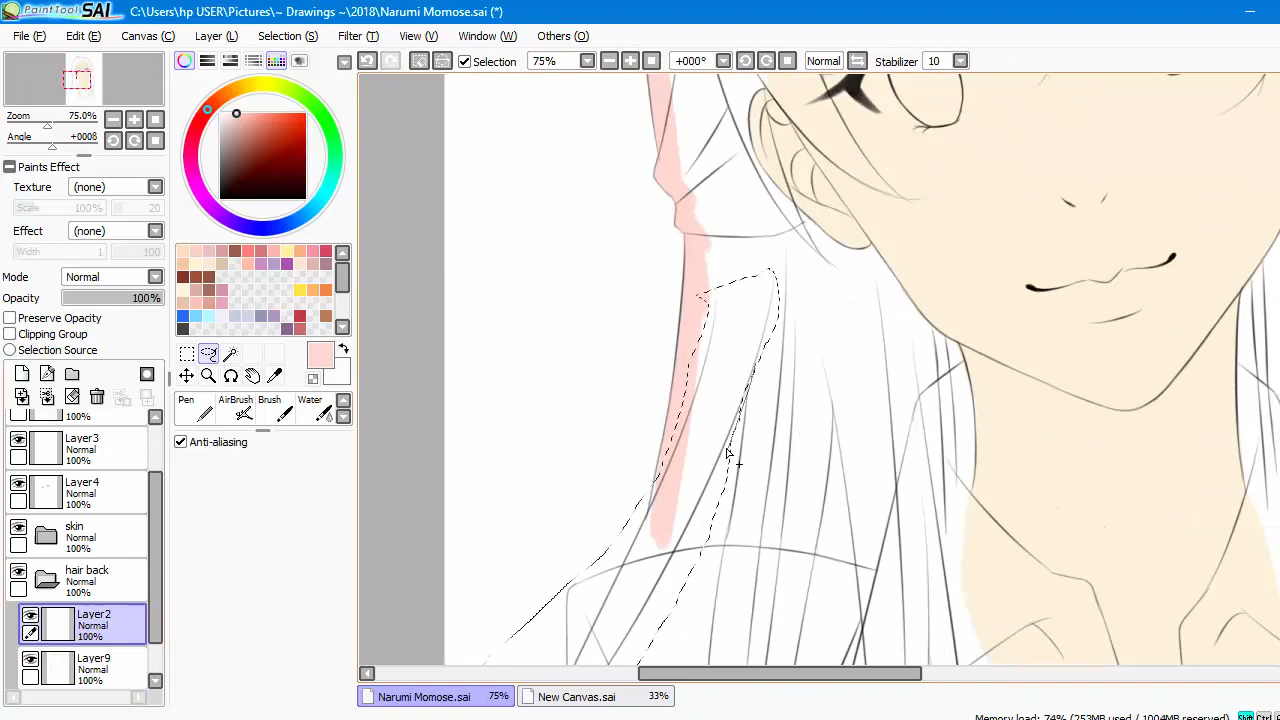 PaintTool SAI C:\Users\hp USER\Pictures\~ Drawings ~\2018\Narumi Momose.sai (*)
File (F) Edit (E) Canvas (C) Layer (L) Selection (S) Filter (T) View (V) Window (W) Others (O)
Selection 75% +000° Normal Stabilizer 10
Zoom 75.0%
Angle +000
Paints Effect
Texture (none)
Scale 100% 20
Effect (none)
Width 1 100
Mode Normal
Opacity 100%
Preserve Opacity
Clipping Group
Selection Source
100%
Layer3
Normal
100%
Layer4
Normal
100%
skin
Normal
100%
hair back
Normal
100%
Layer2
Normal
100%
Layer9
Normal
100%
Pen AirBrush Brush Water
Anti-aliasing
Narumi Momose.sai 75% New Canvas.sai 33%
Memory load: 74% (253MB used / 1004MB reserved) Shift Ctrl